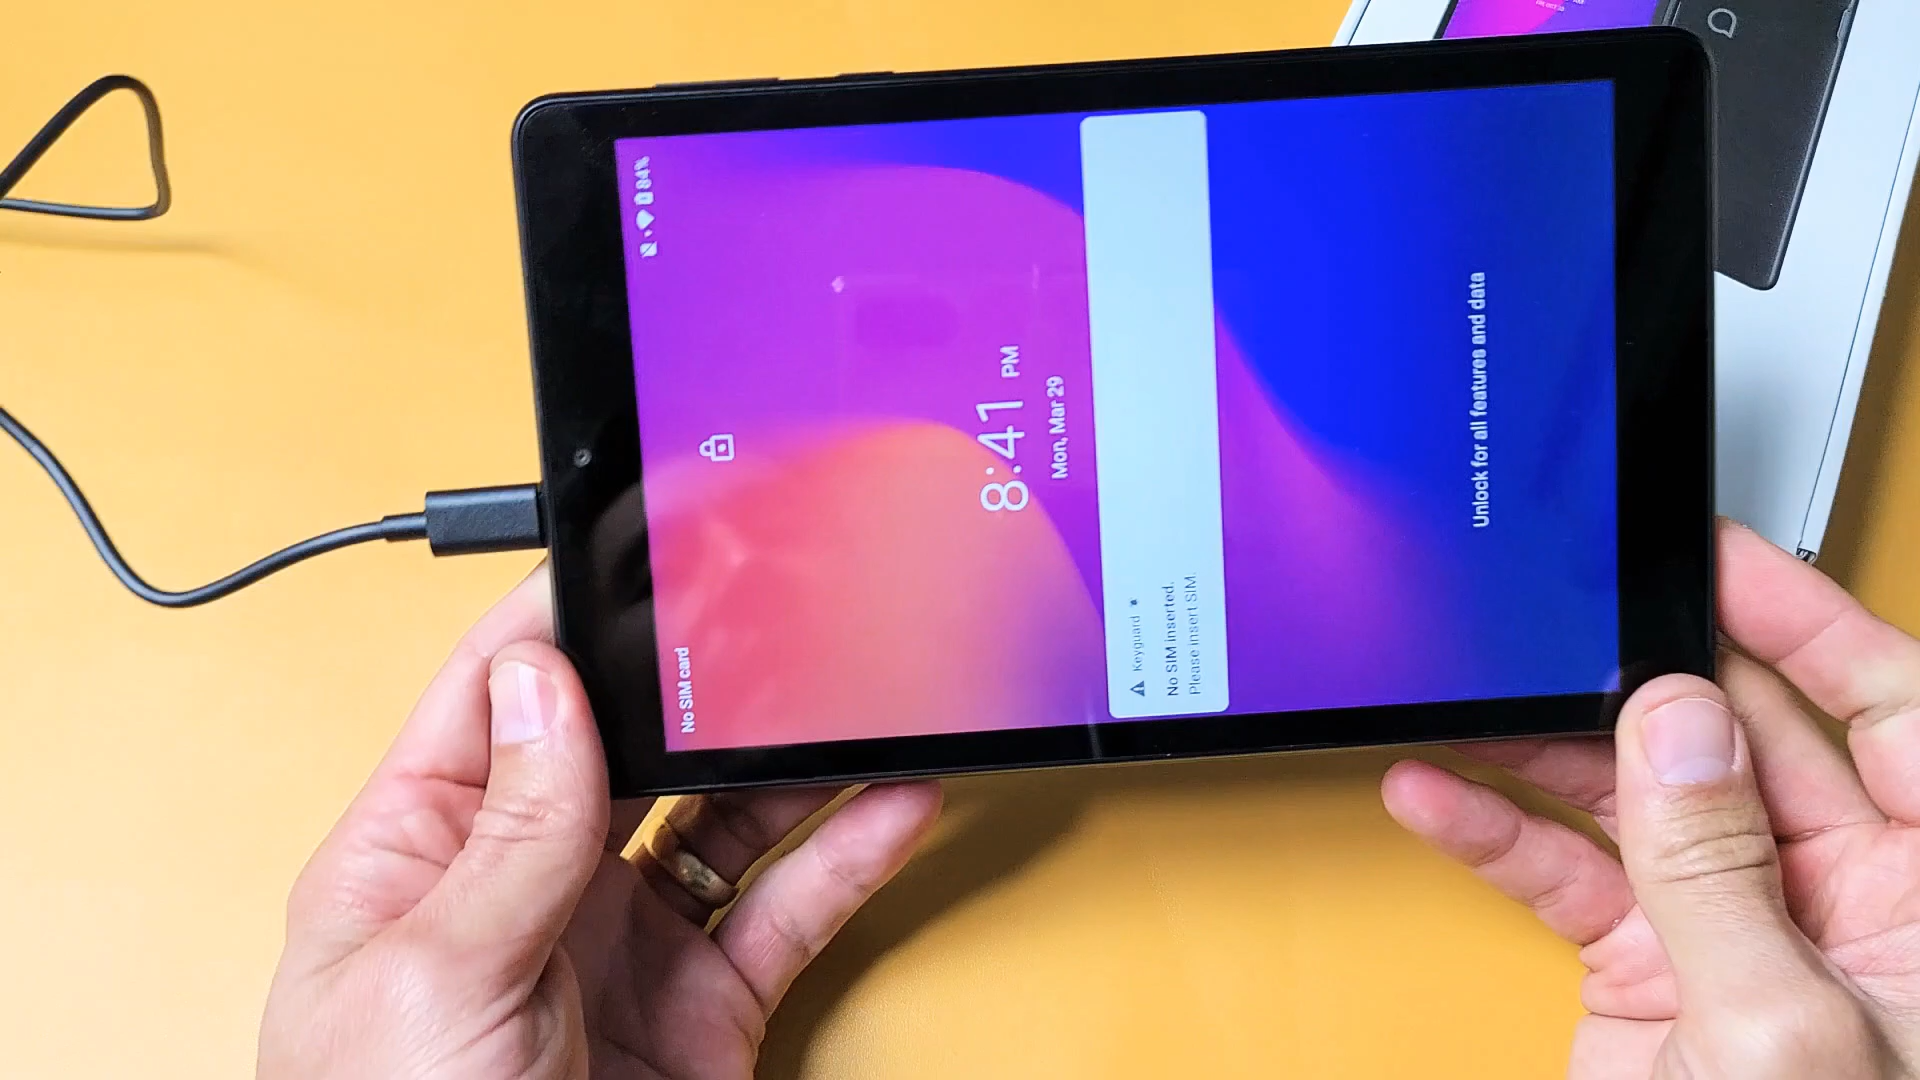 No SIM card
84%
8:41 PM
Mon, Mar 29
Keyguard
No SIM inserted.
Please insert SIM.
Unlock for all features and data